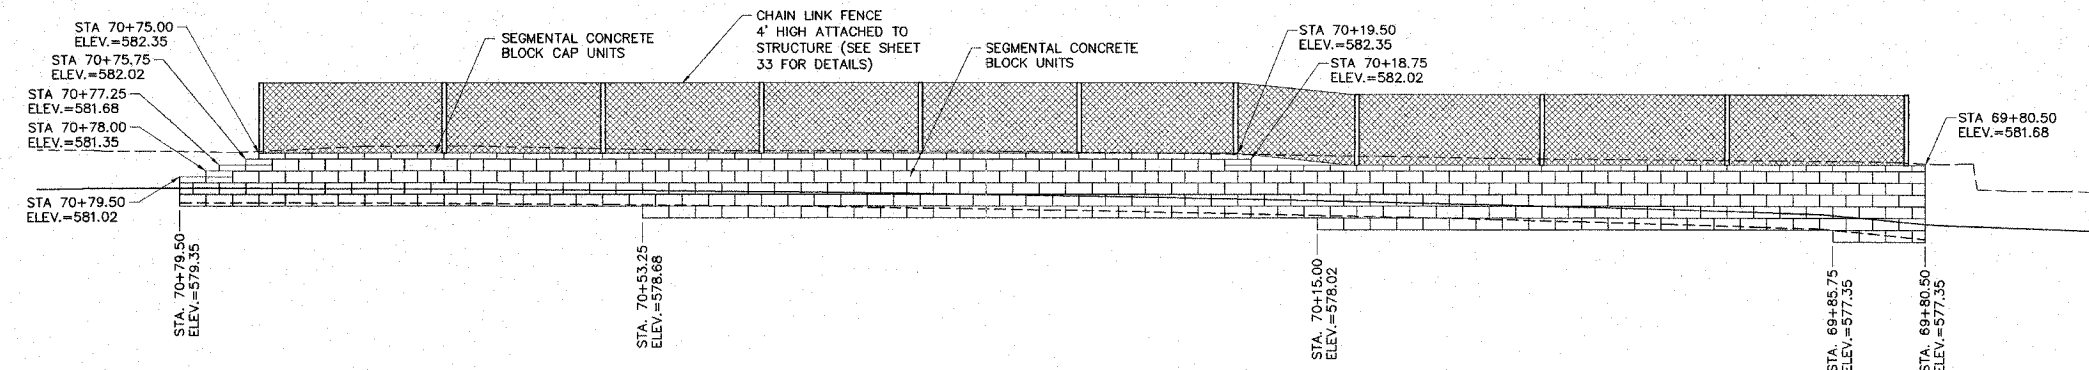 STA 70+75.00
ELEV.=582.35
STA 70+75.75
ELEV.=582.02
STA 70+77.25
ELEV.=581.68
STA 70+78.00
ELEV.=581.35
STA 70+79.50
ELEV.=581.02
SEGMENTAL CONCRETE
BLOCK CAP UNITS
CHAIN LINK FENCE
4' HIGH ATTACHED TO
STRUCTURE (SEE SHEET
33 FOR DETAILS)
SEGMENTAL CONCRETE
BLOCK UNITS
STA 70+19.50
ELEV.=582.35
STA 70+18.75
ELEV.=582.02
STA 69+80.50
ELEV.=581.68
STA. 70+79.50
ELEV.=579.35
STA. 70+53.25
ELEV.=578.68
STA. 70+15.00
ELEV.=578.02
STA. 69+85.75
ELEV.=577.35
STA. 69+80.50
ELEV.=577.35